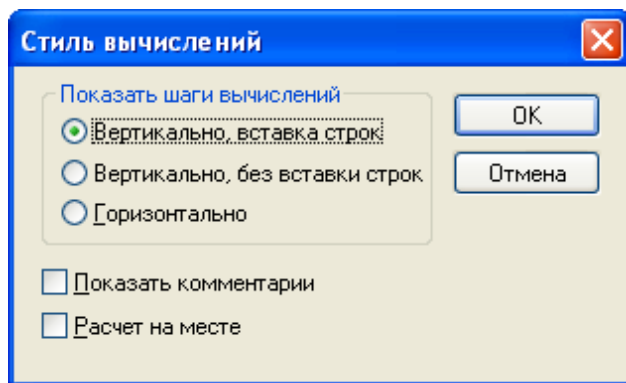 Стиль вычислений
Показать шаги вычислений
Вертикально, вставка строк
Вертикально, без вставки строк
Горизонтально
OK
Отмена
Показать комментарии
Расчет на месте